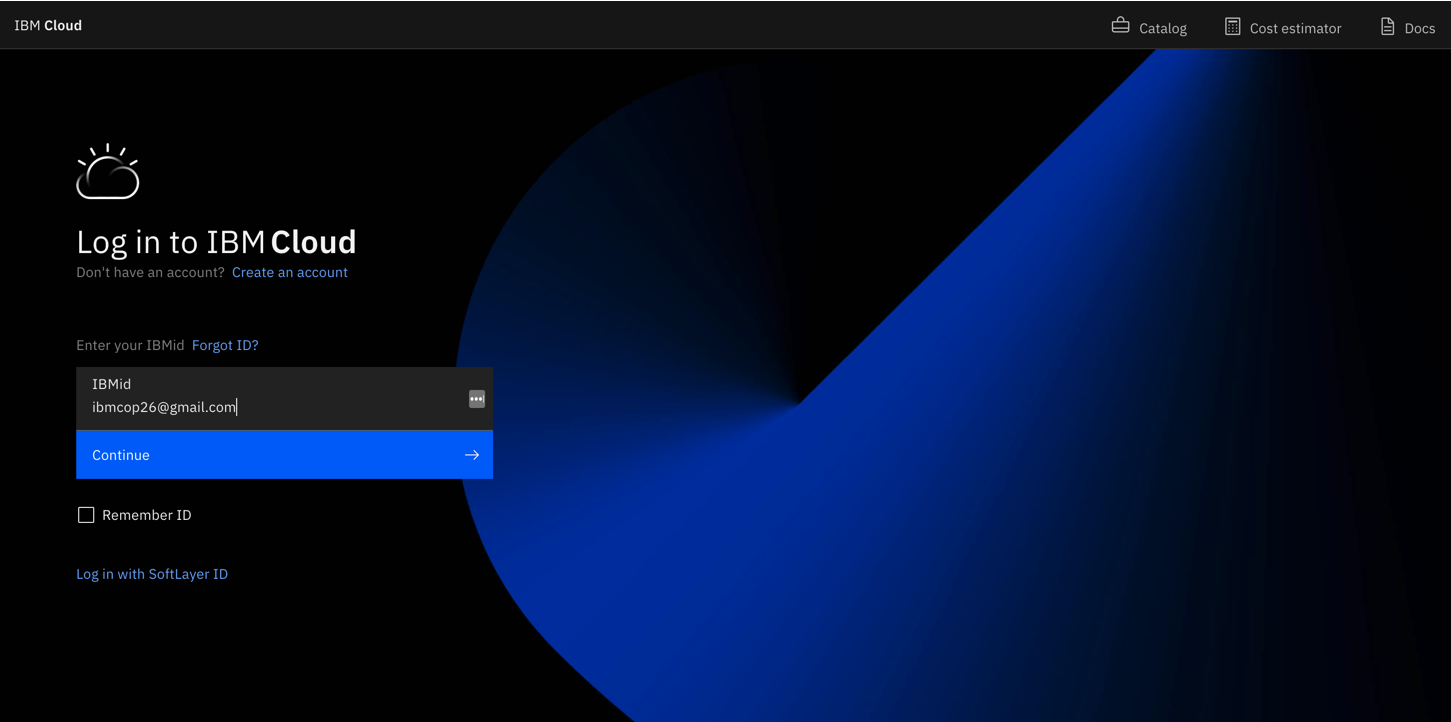 IBM Cloud
Catalog
Cost estimator
Docs
Log in to IBM Cloud
Don't have an account? Create an account
Enter your IBMid Forgot ID?
IBMid
ibmcop26@gmail.com
Continue
Remember ID
Log in with SoftLayer ID